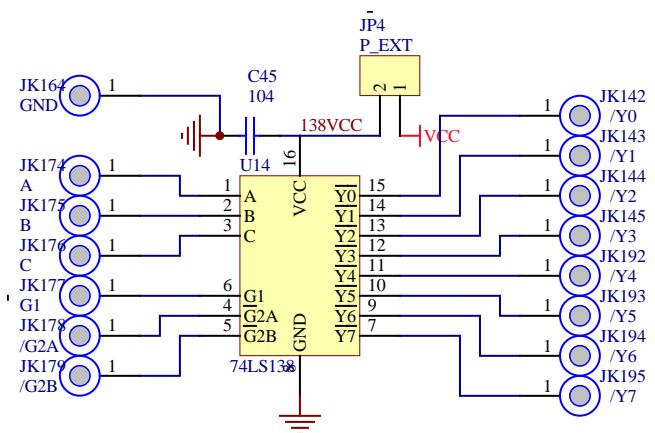 JP4
P_EXT
2
1
VCC
JK164
GND
1
C45
104
138VCC
U14
16
JK174
A
1
JK175
B
1
JK176
C
1
JK177
G1
1
JK178
/G2A
1
JK179
/G2B
1
1
A
2
B
3
C
6
G1
4
G2A
5
G2B
VCC
GND
8
74LS138
Y0
15
Y1
14
Y2
13
Y3
12
Y4
11
Y5
10
Y6
9
Y7
7
1
JK142
/Y0
1
JK143
/Y1
1
JK144
/Y2
1
JK145
/Y3
1
JK192
/Y4
1
JK193
/Y5
1
JK194
/Y6
1
JK195
/Y7